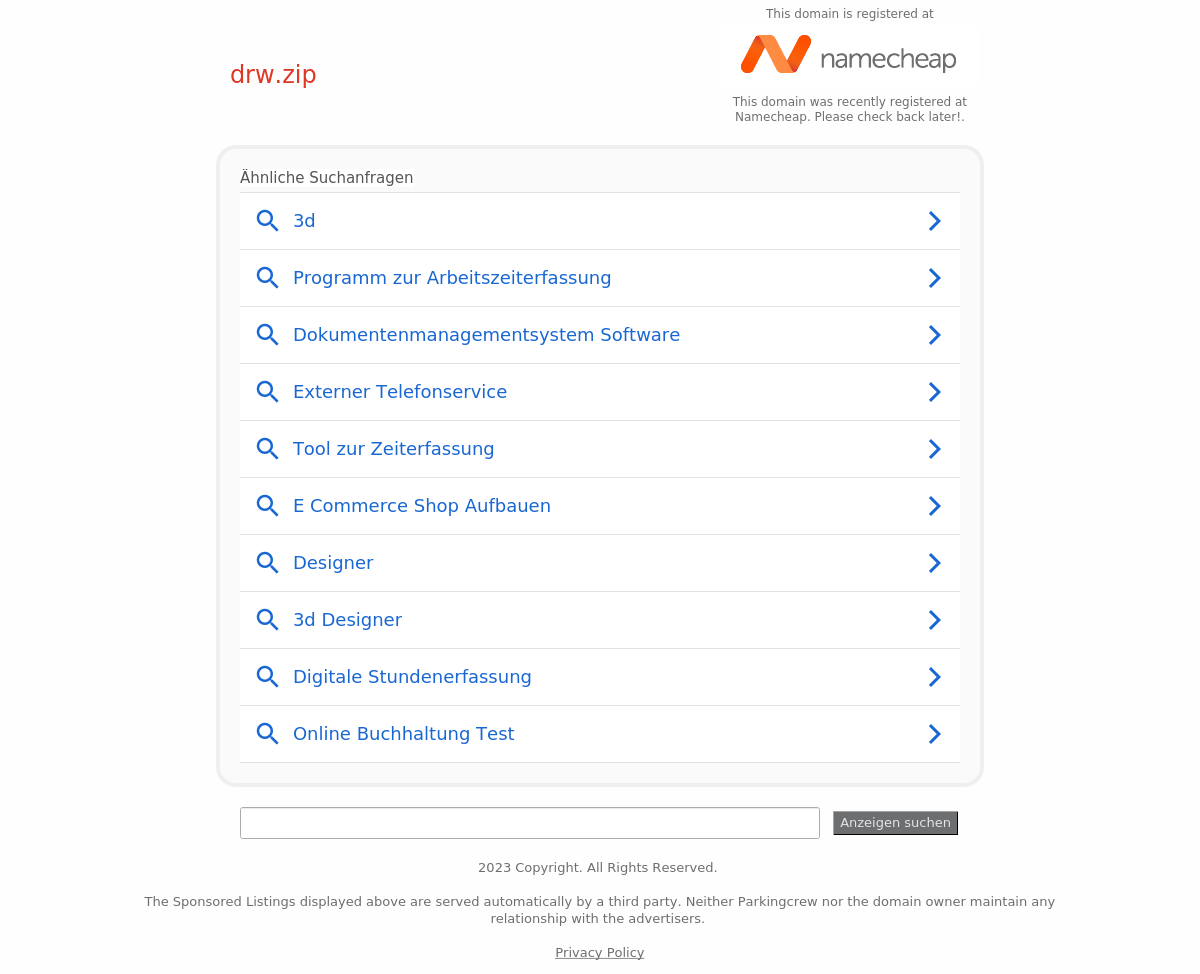 This domain is registered at
namecheap
drw.zip
This domain was recently registered at
Namecheap. Please check back later!.
Ähnliche Suchanfragen
3d
Programm zur Arbeitszeiterfassung
Dokumentenmanagementsystem Software
Externer Telefonservice
Tool zur Zeiterfassung
E Commerce Shop Aufbauen
Designer
3d Designer
Digitale Stundenerfassung
Online Buchhaltung Test
Anzeigen suchen
2023 Copyright. All Rights Reserved.
The Sponsored Listings displayed above are served automatically by a third party. Neither Parkingcrew nor the domain owner maintain any
relationship with the advertisers.
Privacy Policy